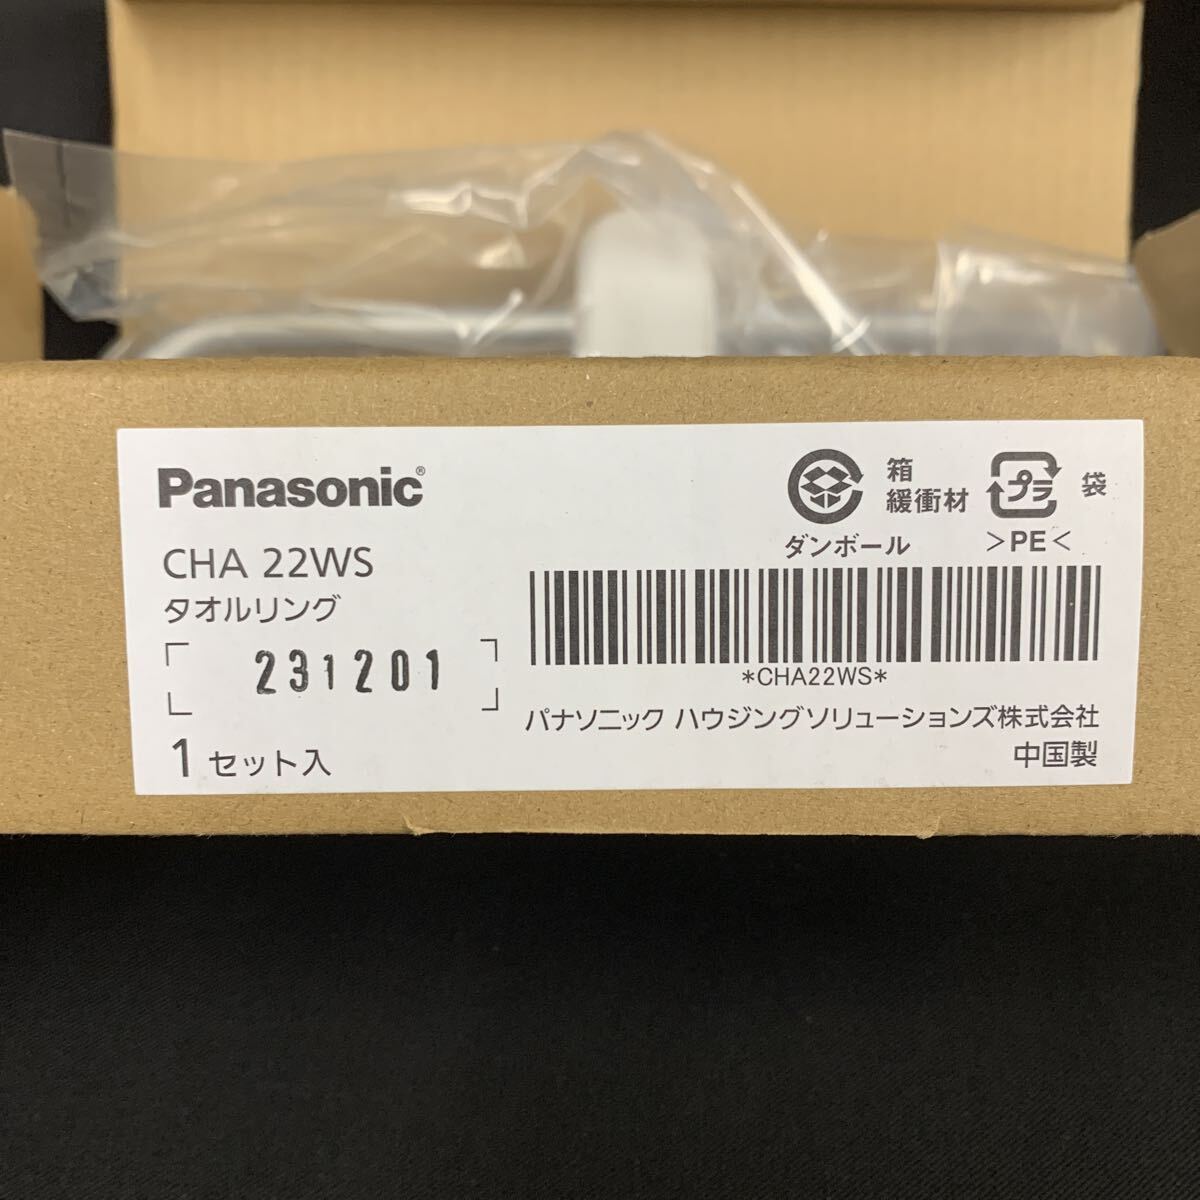 Panasonic®
CHA 22WS
タオルリング
231201
1セット入
箱
緩衝材
ダンボール
プラ
袋
>PE<
*CHA22WS*
パナソニック ハウジングソリューションズ株式会社
中国製